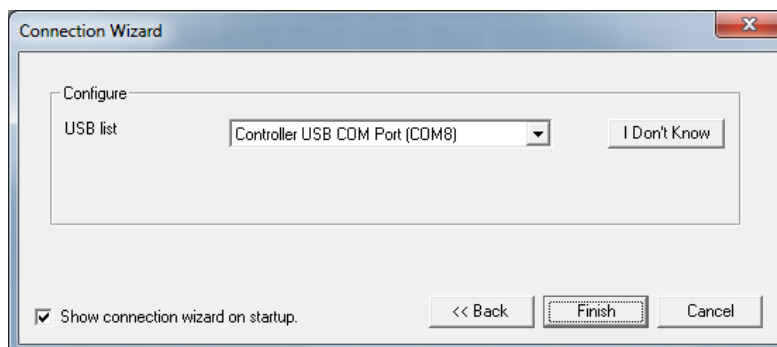 Connection Wizard
Configure
USB list
Controller USB COM Port (COM8)
I Don't Know
Show connection wizard on startup.
<< Back
Finish
Cancel